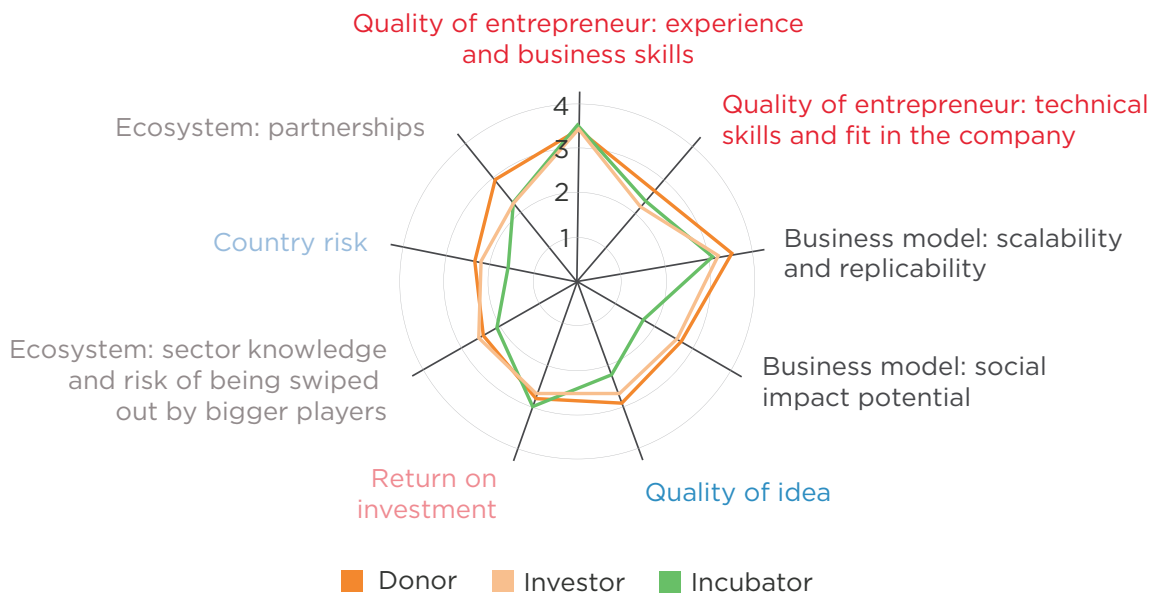 Quality of entrepreneur: experience
and business skills
Quality of entrepreneur: technical
skills and fit in the company
Ecosystem: partnerships
4
3
2
1
Country risk
Business model: scalability
and replicability
Ecosystem: sector knowledge
and risk of being swiped
out by bigger players
Business model: social
impact potential
Return on
investment
Quality of idea
Donor
Investor
Incubator